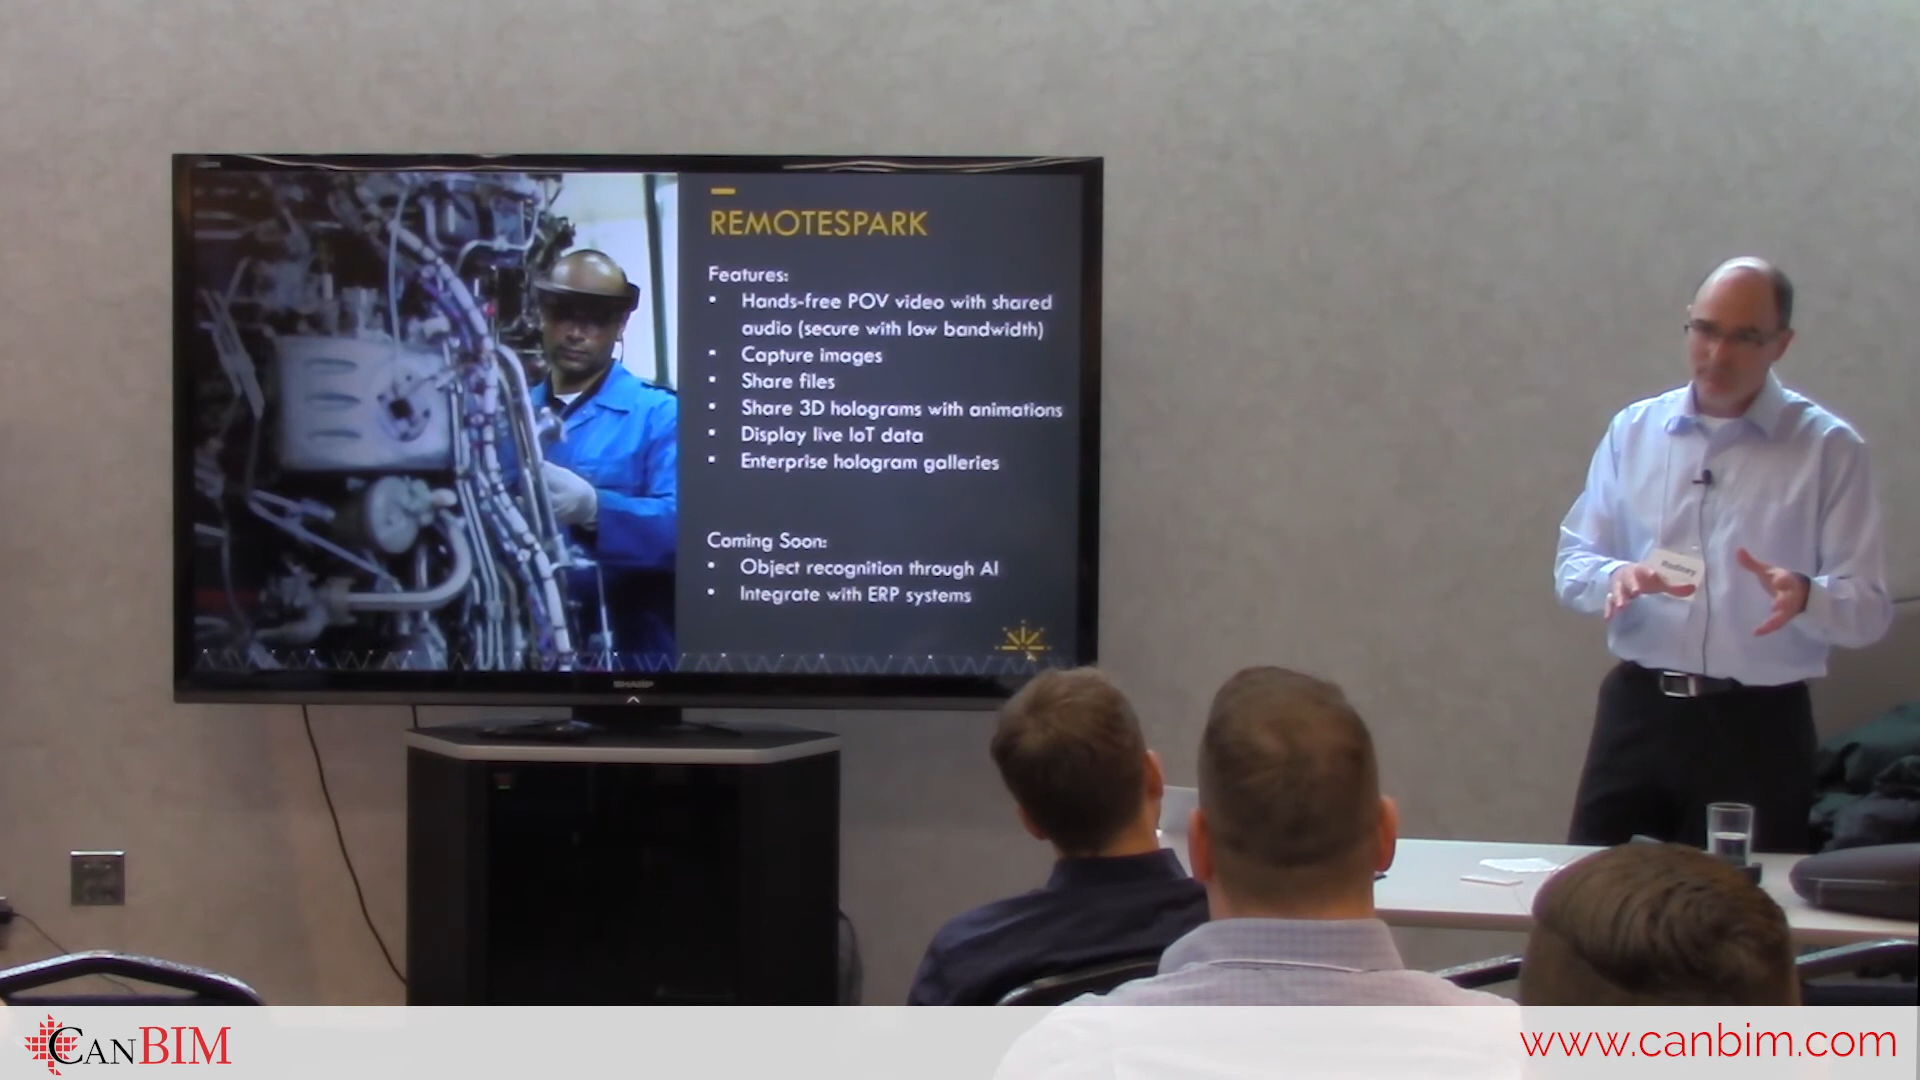 REMOTESPARK
Features:
▪ Hands-free POV video with shared
audio (secure with low bandwidth)
▪ Capture images
▪ Share files
▪ Share 3D holograms with animations
▪ Display live IoT data
▪ Enterprise hologram galleries
Coming Soon:
• Object recognition through AI
• Integrate with ERP systems
SHARP
Rodney
CANBIM
www.canbim.com